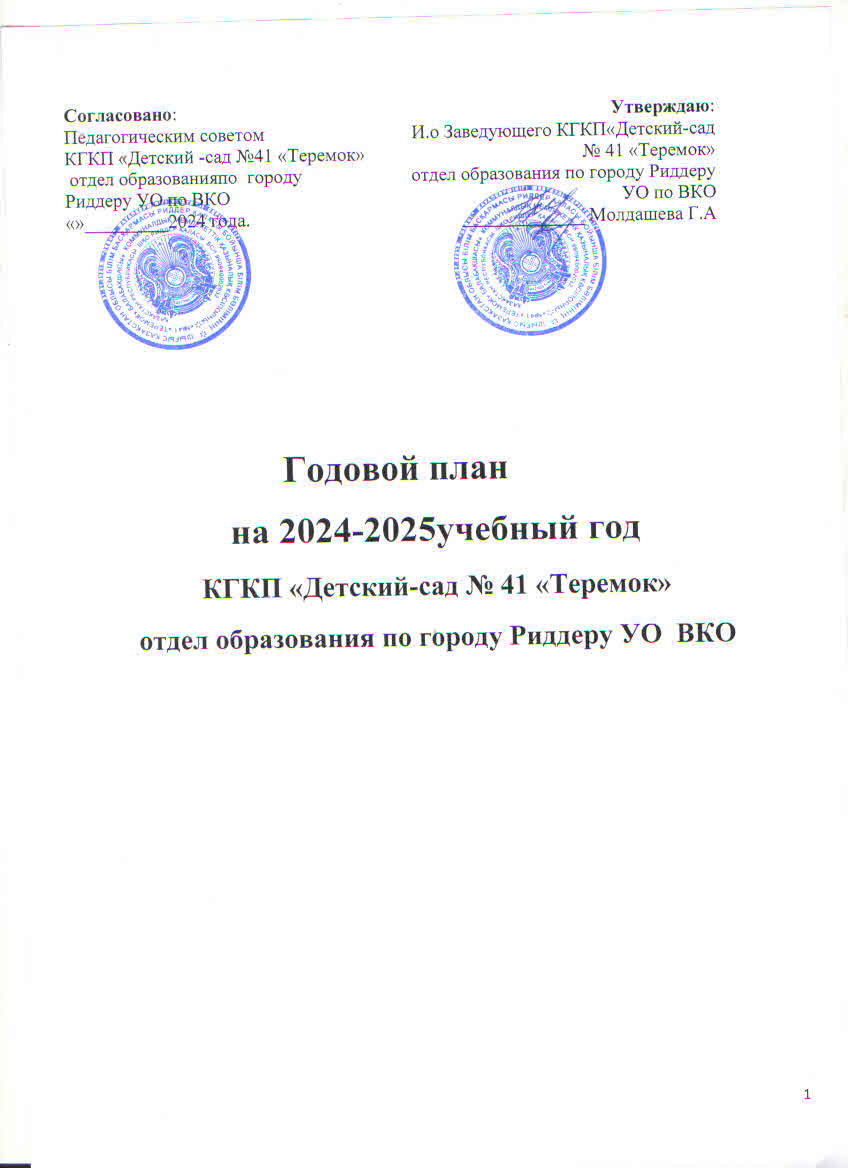 Согласовано:
Педагогическим советом
КГКП «Детский -сад №41 «Теремок»
отдел образованияпо городу
Риддеру УО по ВКО
«»_________2024 года.
Утверждаю:
И.о Заведующего КГКП«Детский-сад
№ 41 «Теремок»
отдел образования по городу Риддеру
УО по ВКО
____________Молдашева Г.А
Годовой план
на 2024-2025учебный год
КГКП «Детский-сад № 41 «Теремок»
отдел образования по городу Риддеру УО ВКО
1